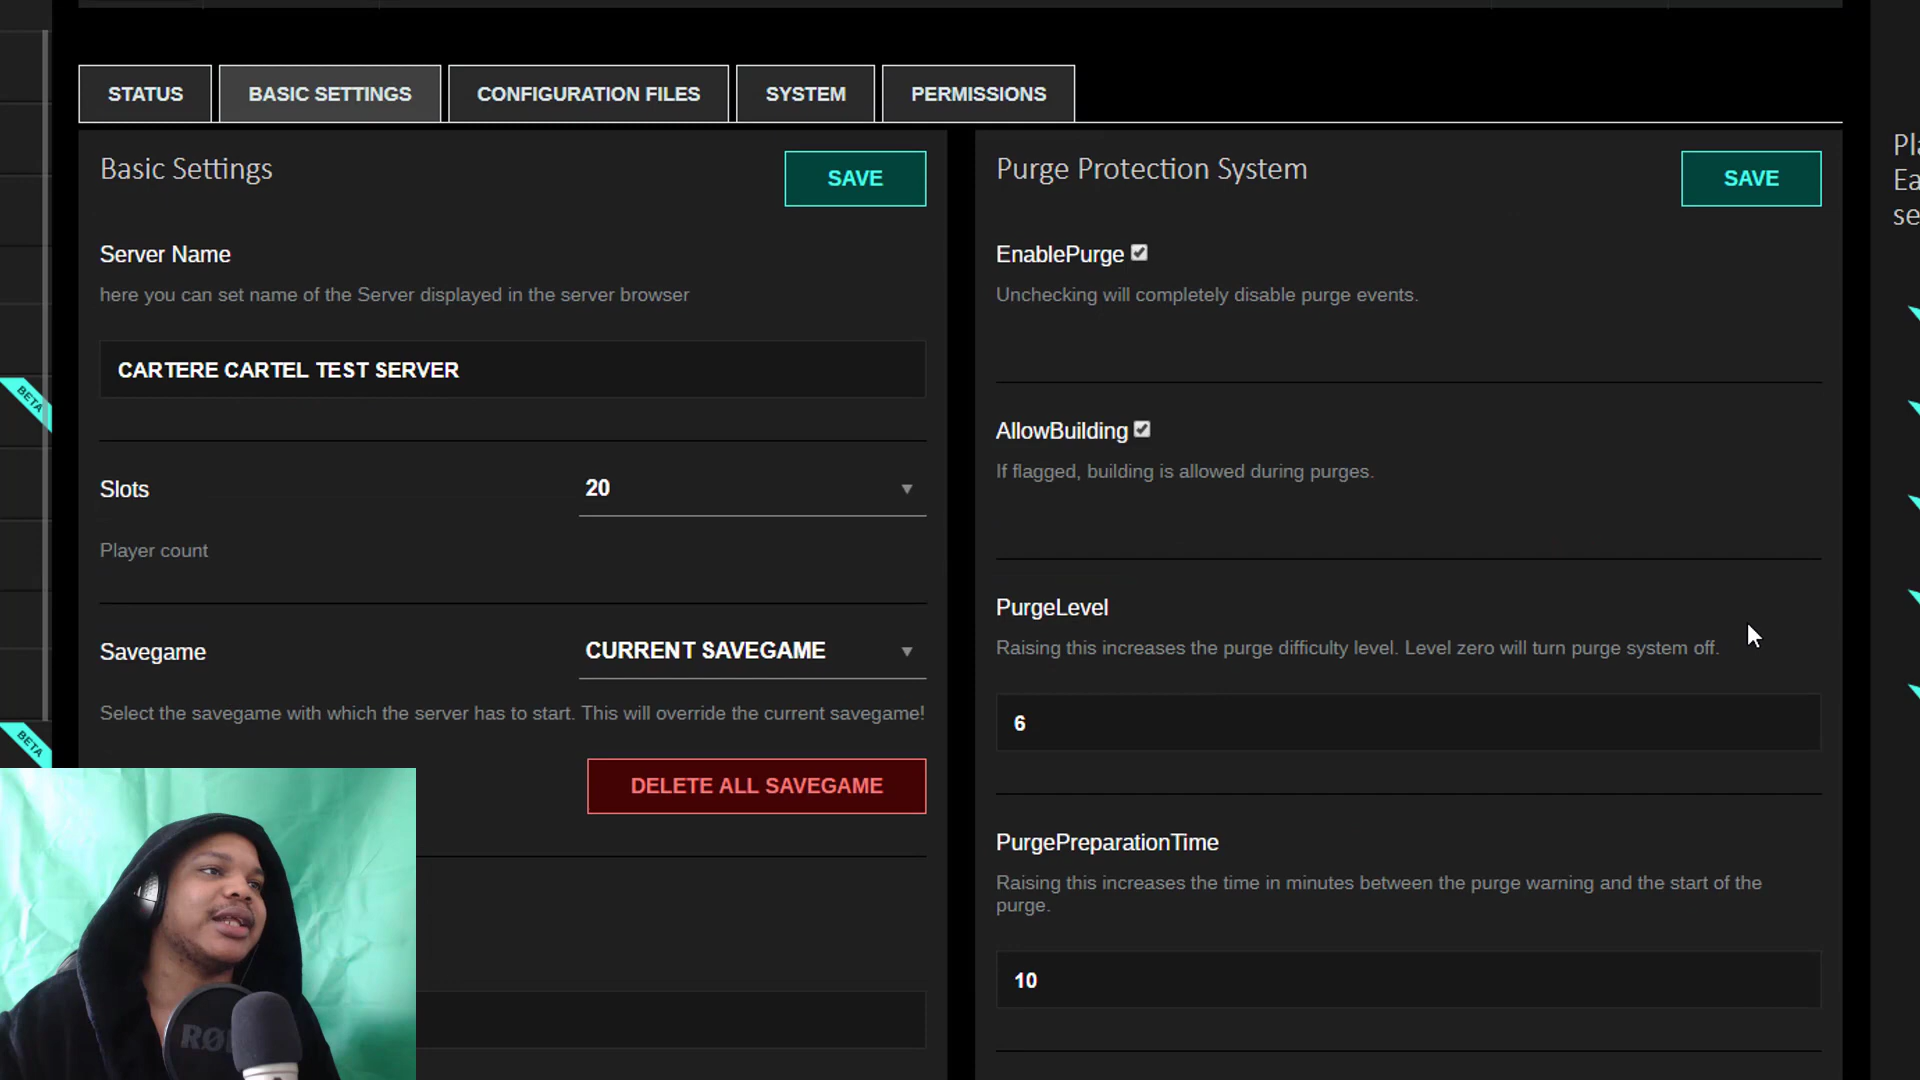 STATUS
BASIC SETTINGS
CONFIGURATION FILES
SYSTEM
PERMISSIONS
Basic Settings
SAVE
Server Name
here you can set name of the Server displayed in the server browser
CARTERE CARTEL TEST SERVER
Slots
20
Player count
Savegame
CURRENT SAVEGAME
Select the savegame with which the server has to start. This will override the current savegame!
DELETE ALL SAVEGAME
Purge Protection System
SAVE
EnablePurge
Unchecking will completely disable purge events.
AllowBuilding
If flagged, building is allowed during purges.
PurgeLevel
Raising this increases the purge difficulty level. Level zero will turn purge system off.
6
PurgePreparationTime
Raising this increases the time in minutes between the purge warning and the start of the
purge.
10
BETA
BETA